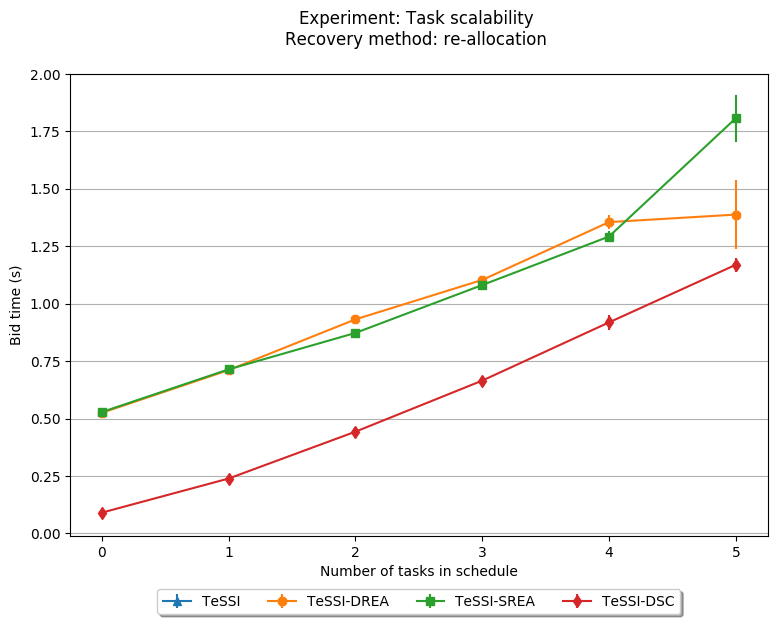 Experiment: Task scalability
Recovery method: re-allocation
2.00
1.75
1.50
1.25
1.00
0.75
0.50
0.25
0.00
Bid time (s)
0 1 2 3 4 5
Number of tasks in schedule
TeSSI TeSSI-DREA TeSSI-SREA TeSSI-DSC